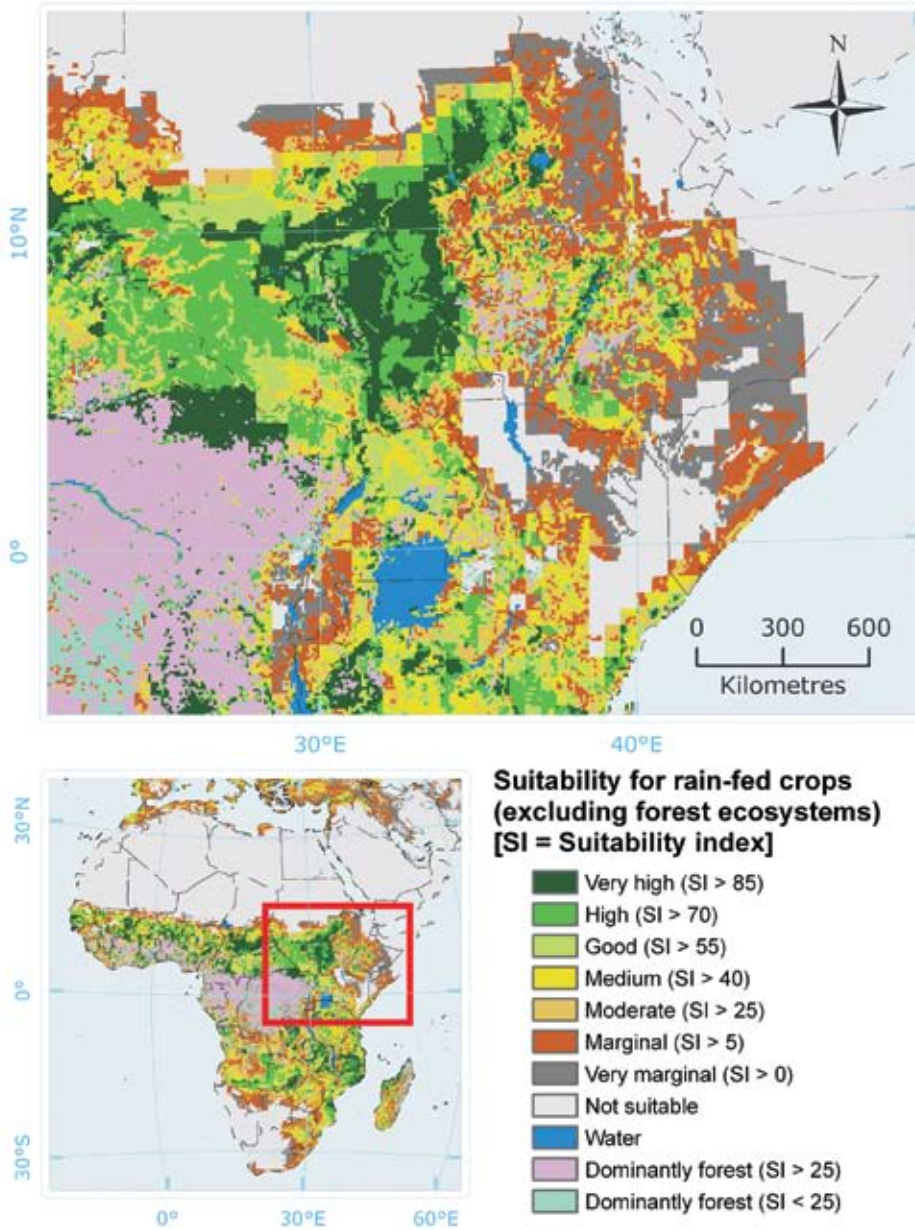 N
10°N
0°
0 300 600
Kilometres
30°E 40°E
30°N
0°
30°S
0° 30°E 60°E
Suitability for rain-fed crops
(excluding forest ecosystems)
[SI = Suitability index]
Very high (SI > 85)
High (SI > 70)
Good (SI > 55)
Medium (SI > 40)
Moderate (SI > 25)
Marginal (SI > 5)
Very marginal (SI > 0)
Not suitable
Water
Dominantly forest (SI > 25)
Dominantly forest (SI < 25)